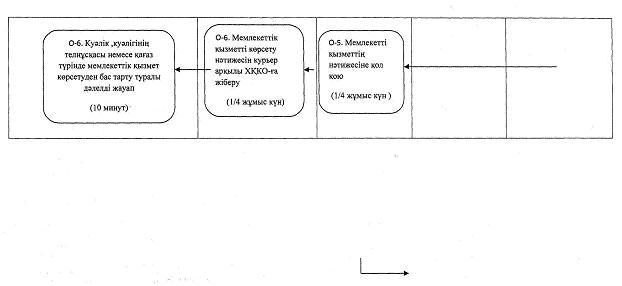 О-6. Куәлік ,куәлігінің
телнұсқасы немесе қағаз
түрінде мемлекеттік қызмет
көрсетуден бас тарту туралы
дәлелді жауап
(10 минут)
О-6. Мемлекеттік
қызметті көрсету
нәтижесін курьер
арқылы ХҚКО-ға
жіберу
(1/4 жұмыс күн)
О-5. Мемлекетті
қызметтің
нәтижесіне қол
қою
(1/4 жұмыс күн )